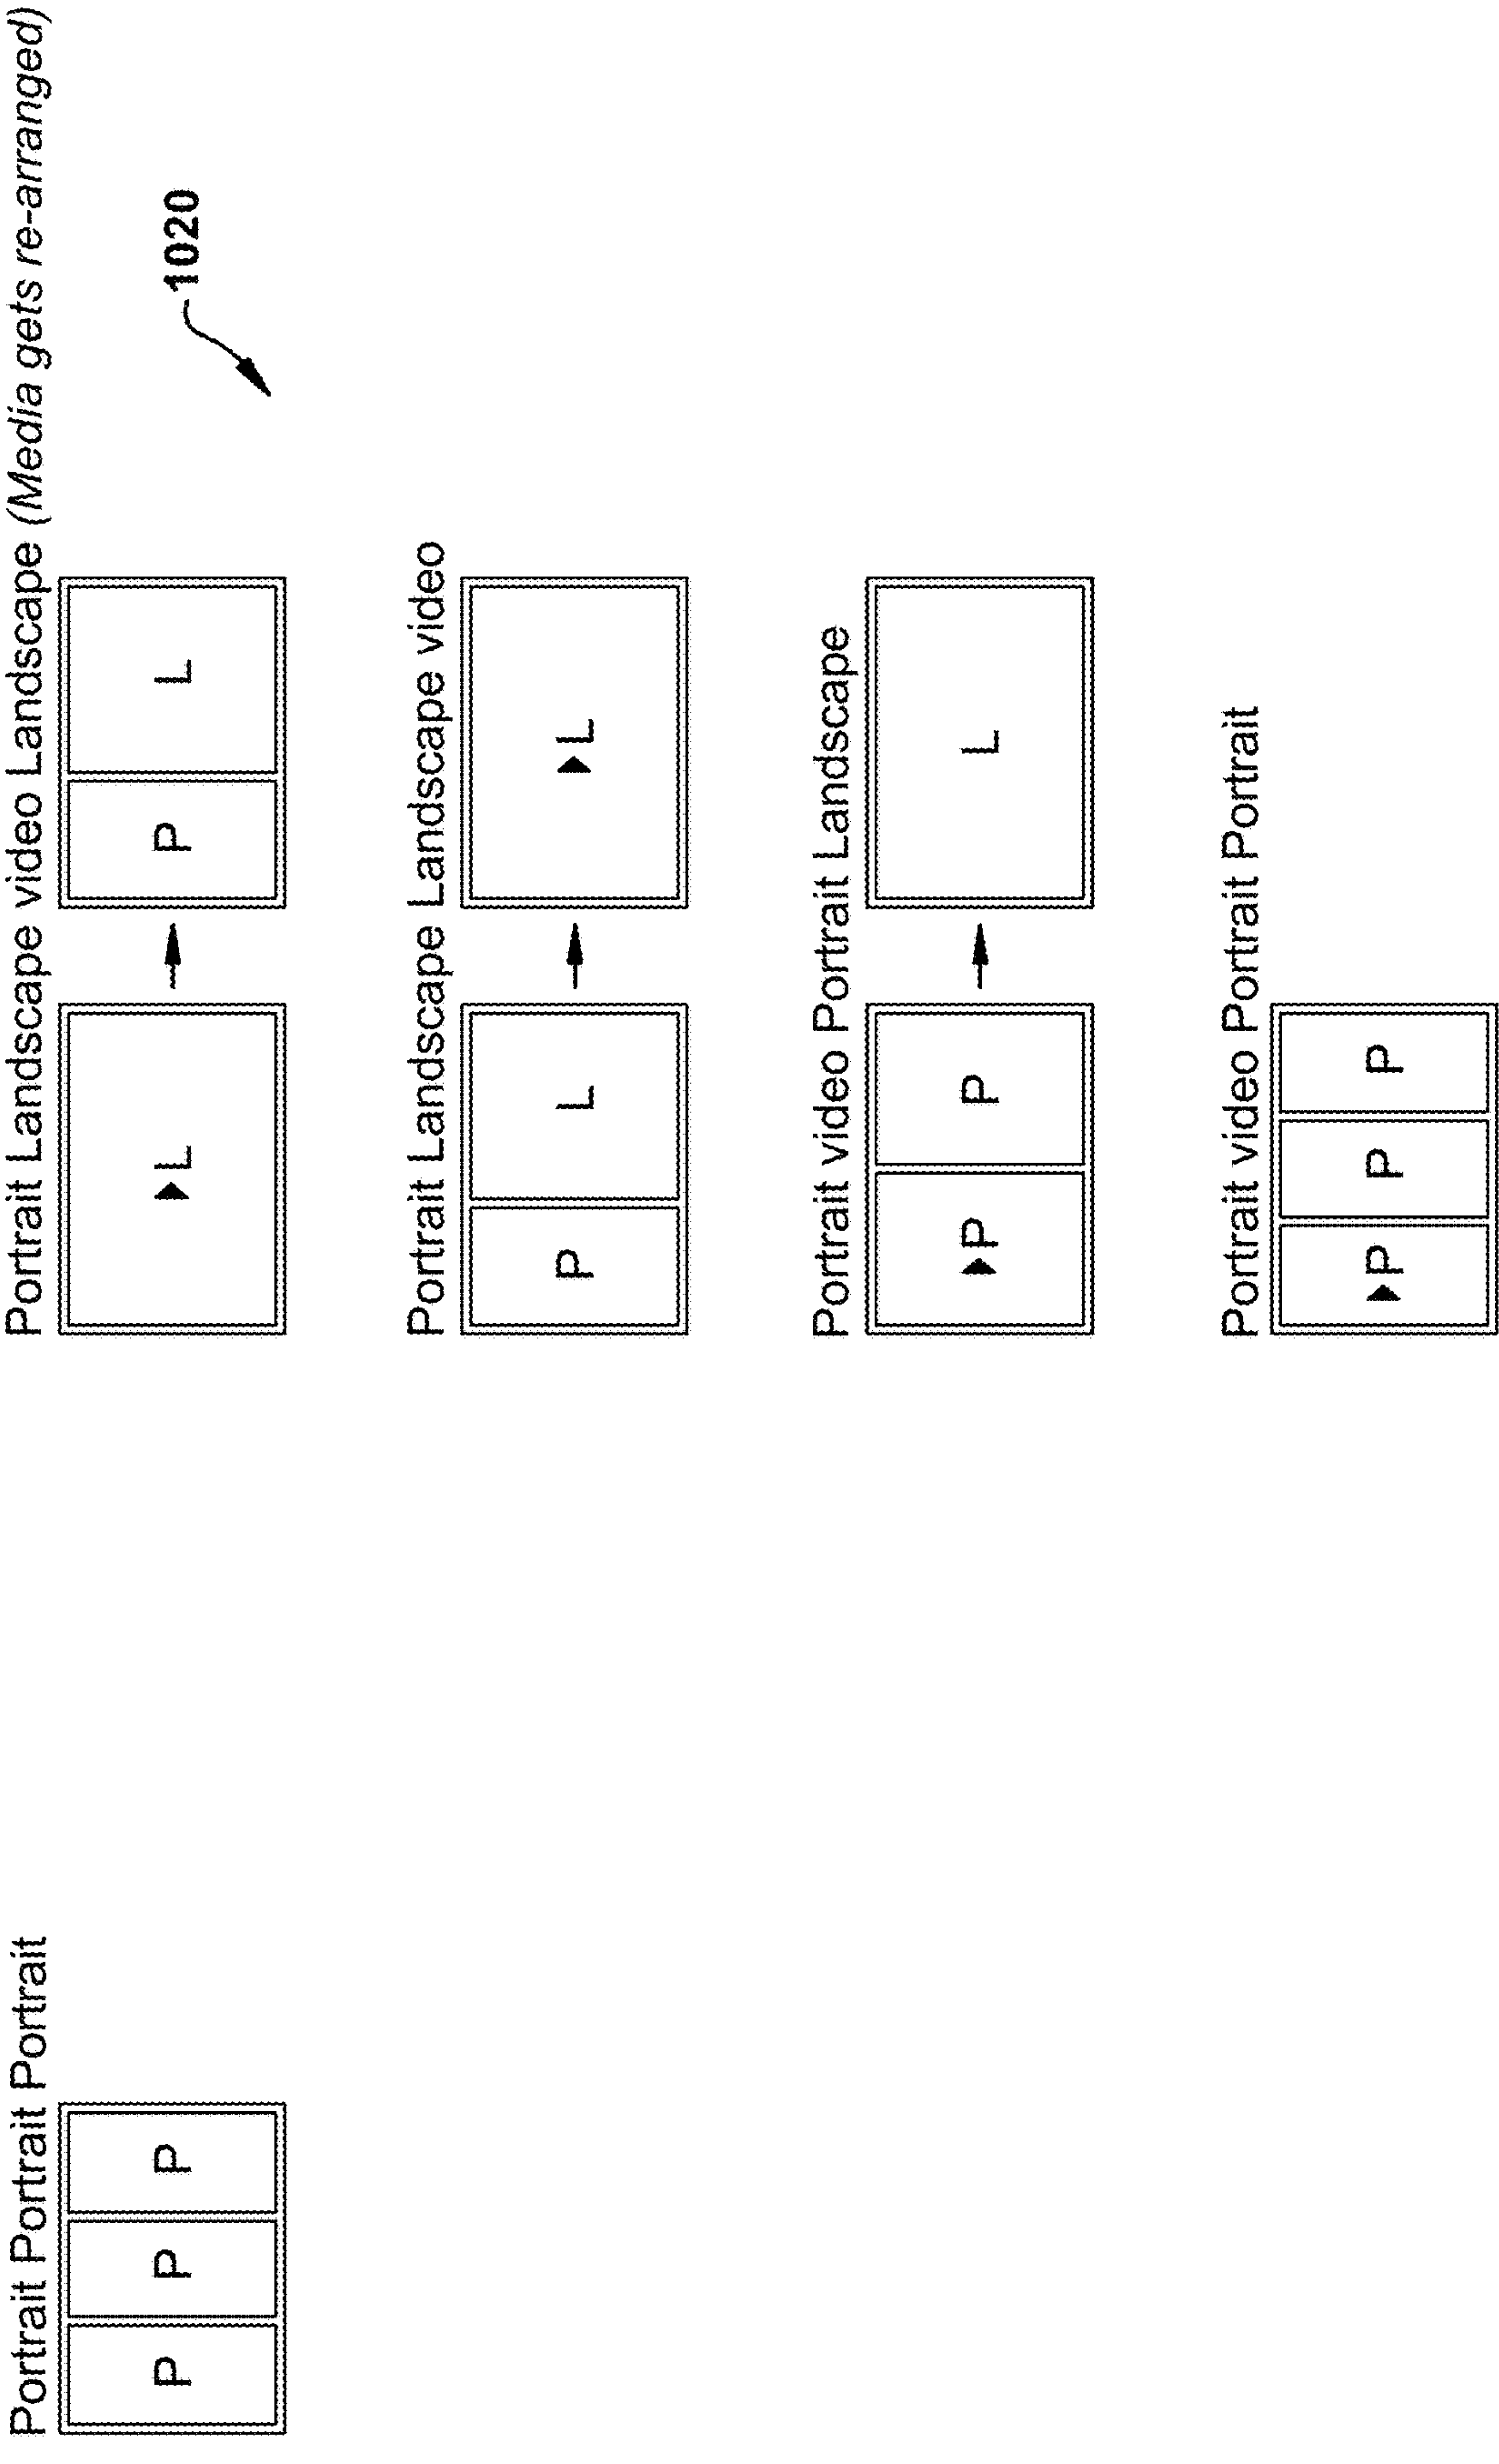 Portrait Portrait Portrait
P P P
Portrait Landscape video Landscape (Media gets re-arranged)
L P L
1020
Portrait Landscape Landscape video
P L L
Portrait video Portrait Landscape
P P L
Portrait video Portrait Portrait
P P P